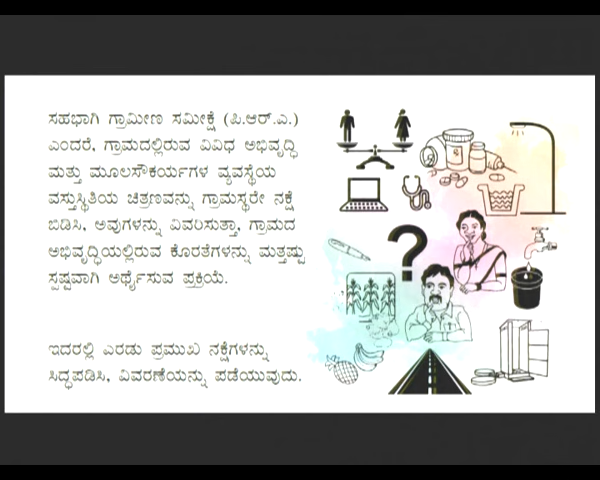 ಸಹಭಾಗಿ ಗ್ರಾಮೀಣ ಸಮೀಕ್ಷೆ (ಪಿ.ಆರ್.ಎ.)
ಎಂದರೆ, ಗ್ರಾಮದಲ್ಲಿರುವ ವಿವಿಧ ಅಭಿವೃದ್ಧಿ
ಮತ್ತು ಮೂಲಸೌಕರ್ಯಗಳ ವ್ಯವಸ್ಥೆಯ
ವಸ್ತುಸ್ಥಿತಿಯ ಚಿತ್ರಣವನ್ನು ಗ್ರಾಮಸ್ಥರೇ ನಕ್ಷೆ
ಬಿಡಿಸಿ, ಅವುಗಳನ್ನು ವಿವರಿಸುತ್ತಾ, ಗ್ರಾಮದ
ಅಭಿವೃದ್ಧಿಯಲ್ಲಿರುವ ಕೊರತೆಗಳನ್ನು ಮತ್ತಷ್ಟು
ಸ್ಪಷ್ಟವಾಗಿ ಅರ್ಥೈಸುವ ಪ್ರಕ್ರಿಯೆ.
ಇದರಲ್ಲಿ ಎರಡು ಪ್ರಮುಖ ನಕ್ಷೆಗಳನ್ನು
ಸಿದ್ಧಪಡಿಸಿ, ವಿವರಣೆಯನ್ನು ಪಡೆಯುವುದು.